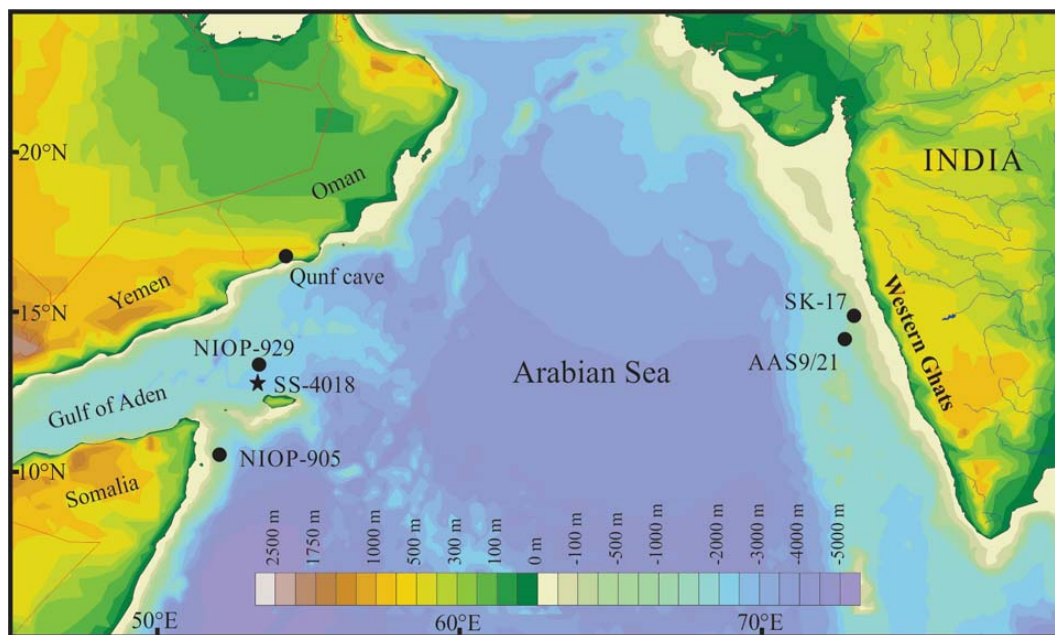 20°N
INDIA
Oman
Qunf cave
Yemen
15°N
SK-17
Western Ghats
NIOP-929
AAS9/21
SS-4018
Arabian Sea
Gulf of Aden
NIOP-905
10°N
Somalia
2500 m
1750 m
1000 m
500 m
300 m
100 m
0 m
-100 m
-500 m
-1000 m
-2000 m
-3000 m
-4000 m
-5000 m
50°E
60°E
70°E